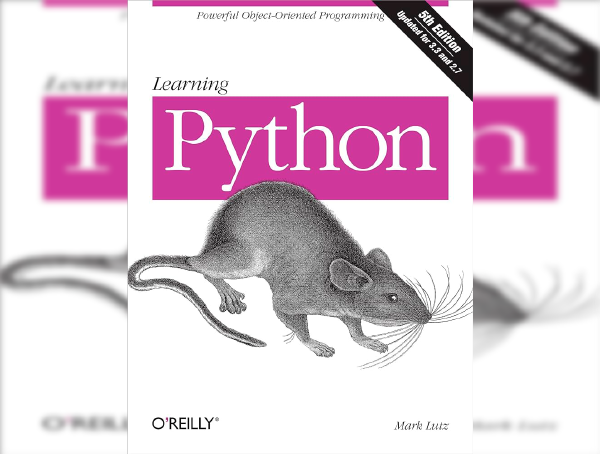 Powerful Object-Oriented Programming
5th Edition
Updated for 3.3 and 2.7
Learning
Python
O'REILLY®
Mark Lutz